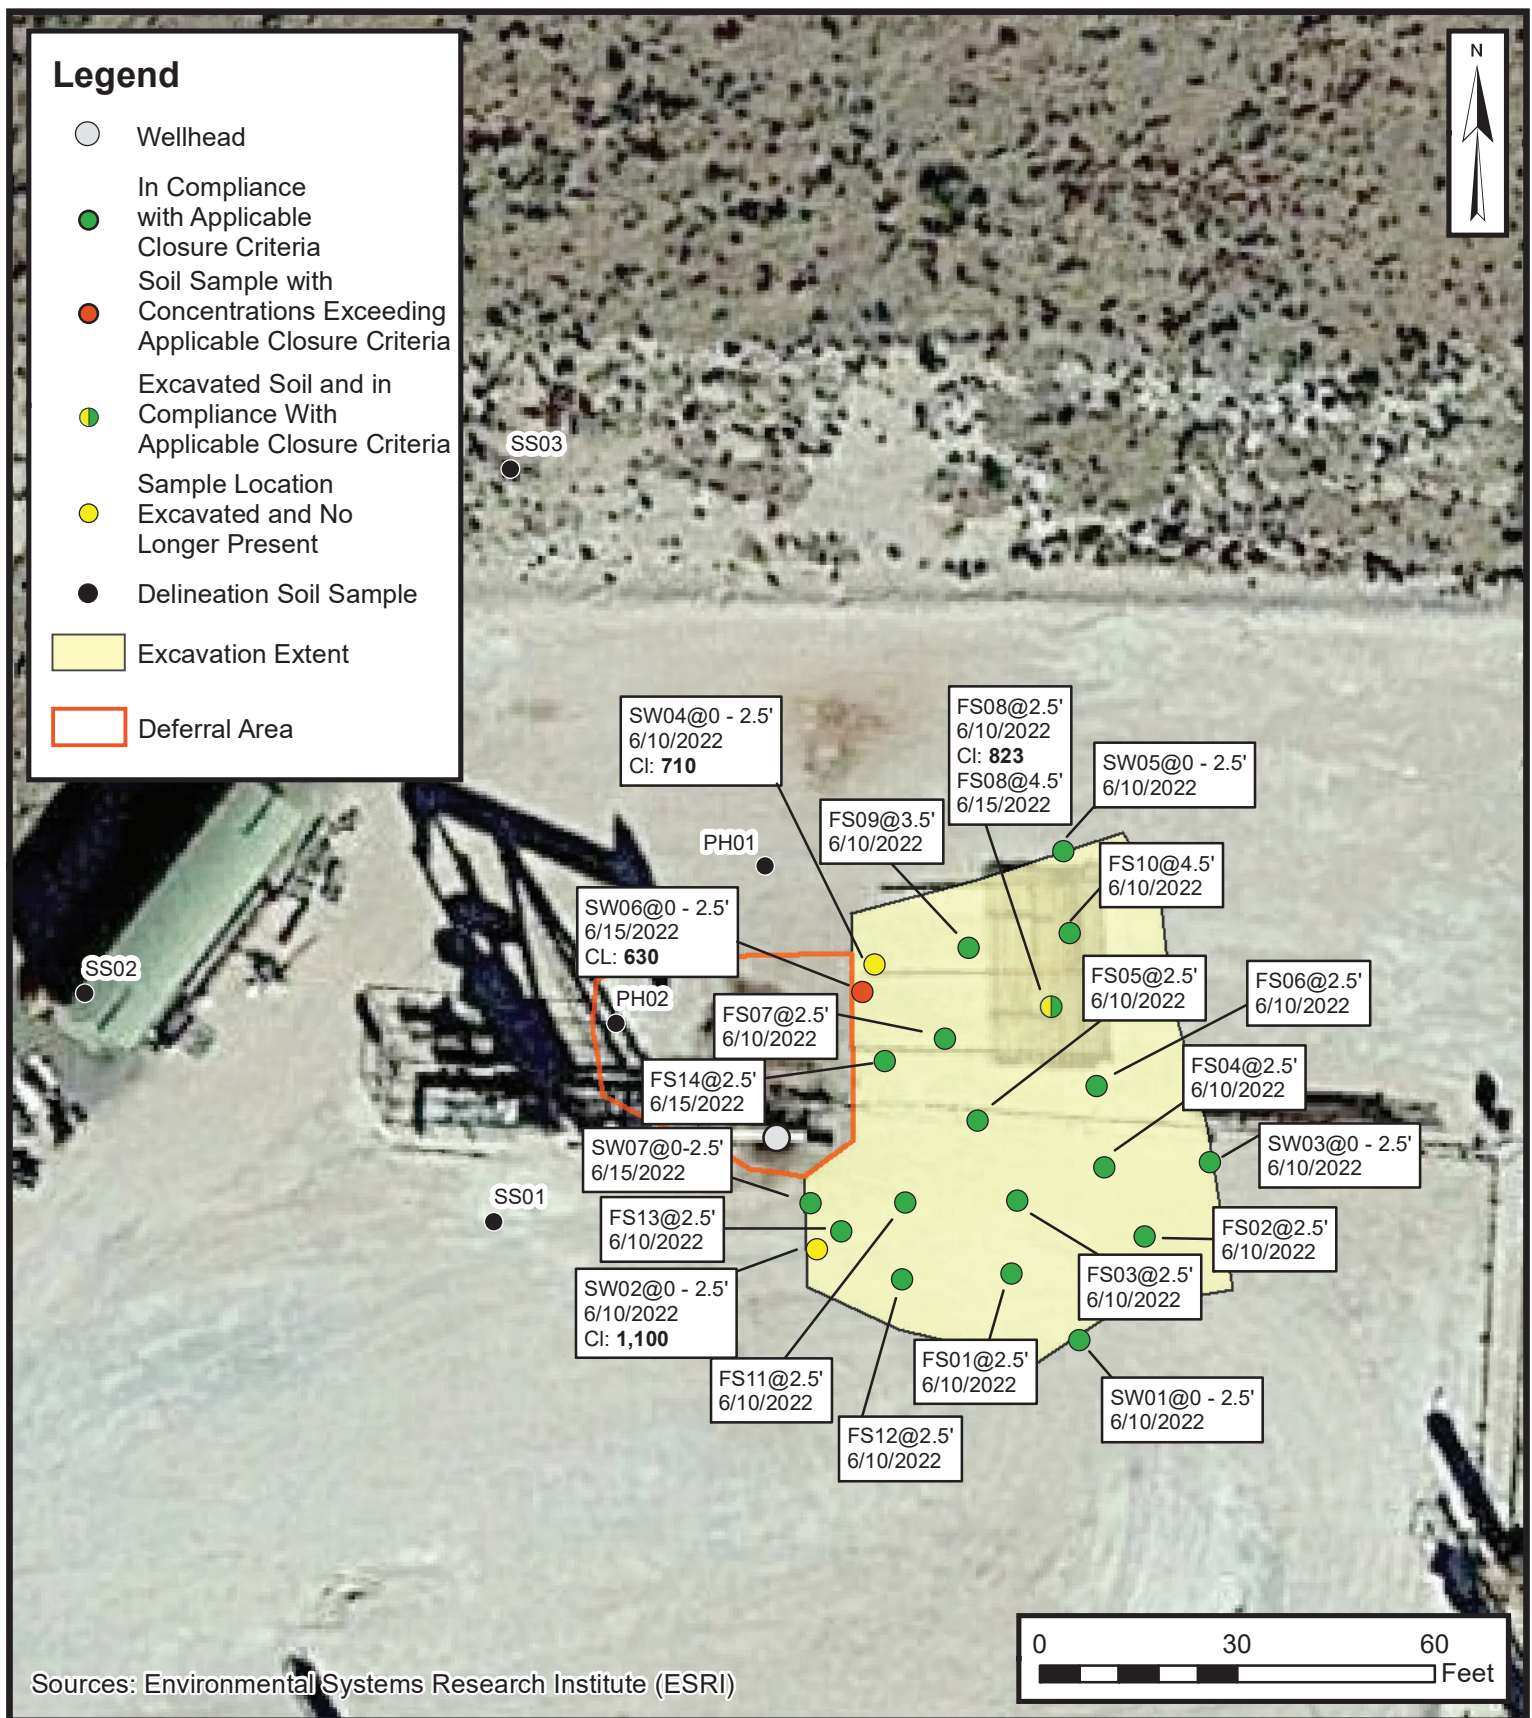 Legend
Wellhead
In Compliance
with Applicable
Closure Criteria
Soil Sample with
Concentrations Exceeding
Applicable Closure Criteria
Excavated Soil and in
Compliance With
Applicable Closure Criteria
Sample Location
Excavated and No
Longer Present
Delineation Soil Sample
Excavation Extent
Deferral Area
N
SS03
SW04@0 - 2.5'
6/10/2022
Cl: 710
FS08@2.5'
6/10/2022
Cl: 823
FS08@4.5'
6/15/2022
SW05@0 - 2.5'
6/10/2022
FS09@3.5'
6/10/2022
PH01
FS10@4.5'
6/10/2022
SW06@0 - 2.5'
6/15/2022
CL: 630
SS02
PH02
FS05@2.5'
6/10/2022
FS06@2.5'
6/10/2022
FS07@2.5'
6/10/2022
FS14@2.5'
6/15/2022
FS04@2.5'
6/10/2022
SW07@0-2.5'
6/15/2022
SW03@0 - 2.5'
6/10/2022
SS01
FS13@2.5'
6/10/2022
FS02@2.5'
6/10/2022
SW02@0 - 2.5'
6/10/2022
Cl: 1,100
FS03@2.5'
6/10/2022
FS11@2.5'
6/10/2022
FS01@2.5'
6/10/2022
SW01@0 - 2.5'
6/10/2022
FS12@2.5'
6/10/2022
0 30 60
Feet
Sources: Environmental Systems Research Institute (ESRI)